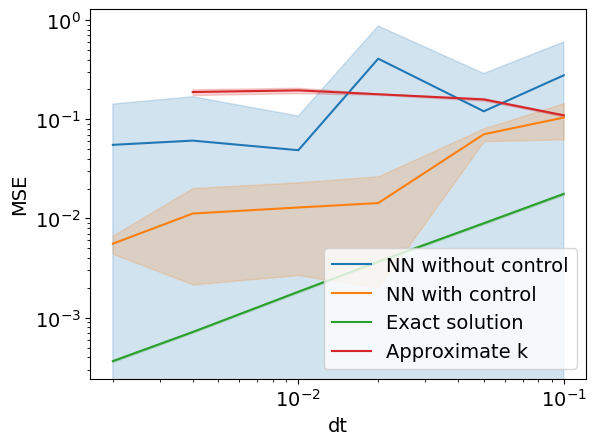 MSE
10⁰
10⁻¹
10⁻²
10⁻³
NN without control
NN with control
Exact solution
Approximate k
10⁻²
10⁻¹
dt